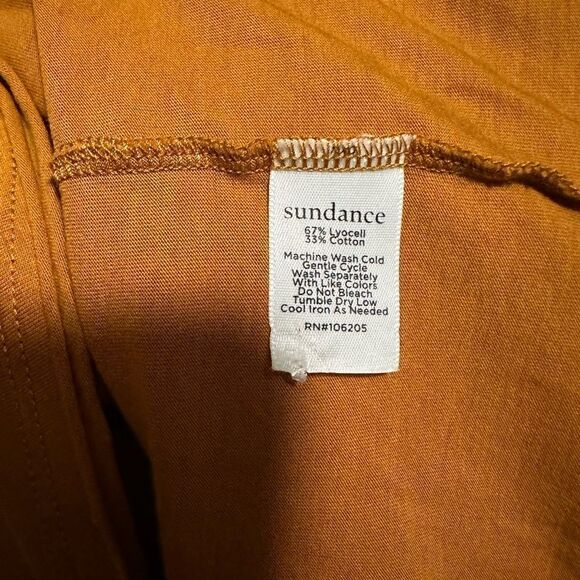 sundance
67% Lyocell
33% Cotton
Machine Wash Cold
Gentle Cycle
Wash Separately
With Like Colors
Do Not Bleach
Tumble Dry Low
Cool Iron As Needed
RN#106205